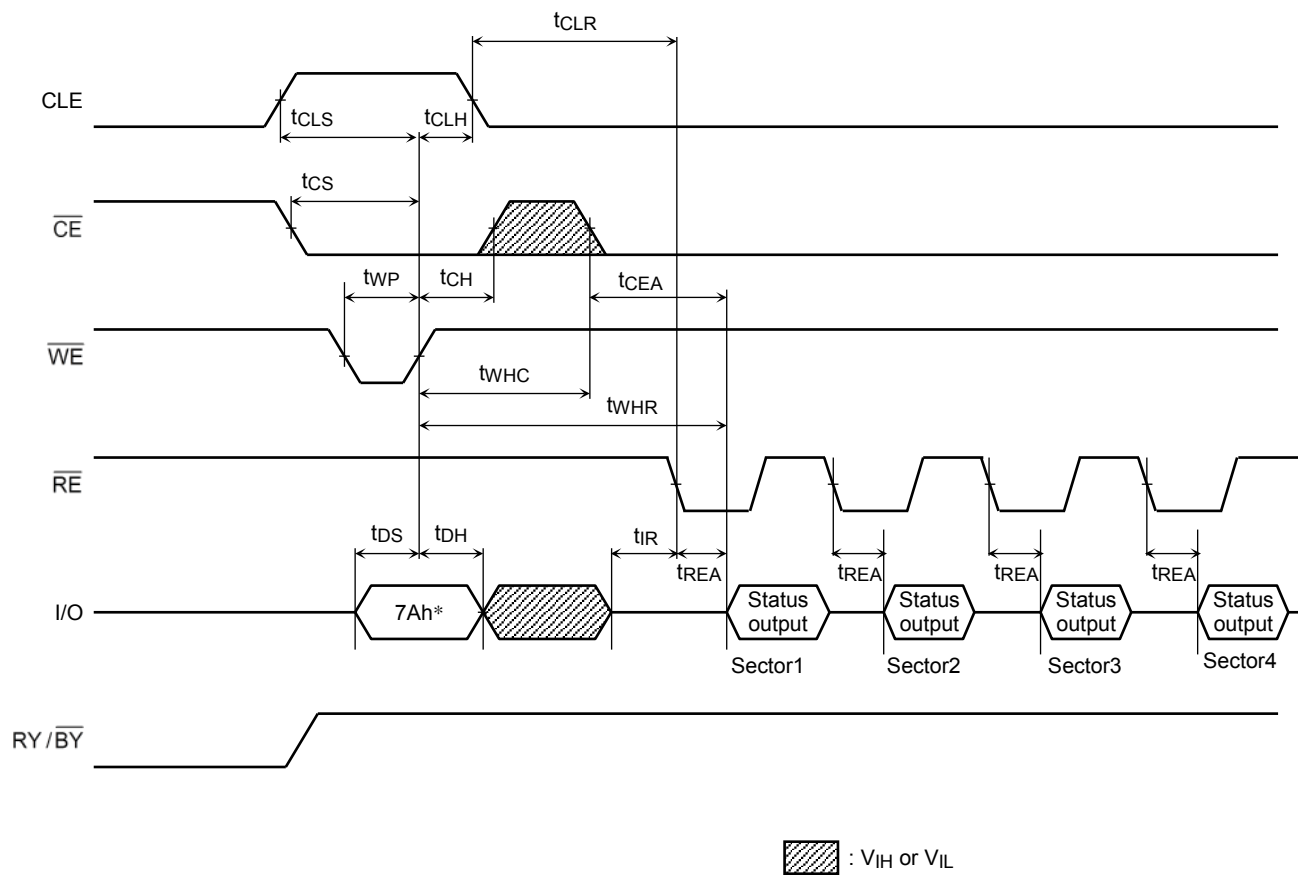 tCLR
CLE
tCLS
tCLH
tCS
CE
tWP
tCH
tCEA
WE
tWHC
tWHR
RE
tDS
tDH
tIR
tREA
tREA
tREA
tREA
I/O
7Ah*
Status output
Status output
Status output
Status output
Sector1
Sector2
Sector3
Sector4
RY/BY
: VIH or VIL